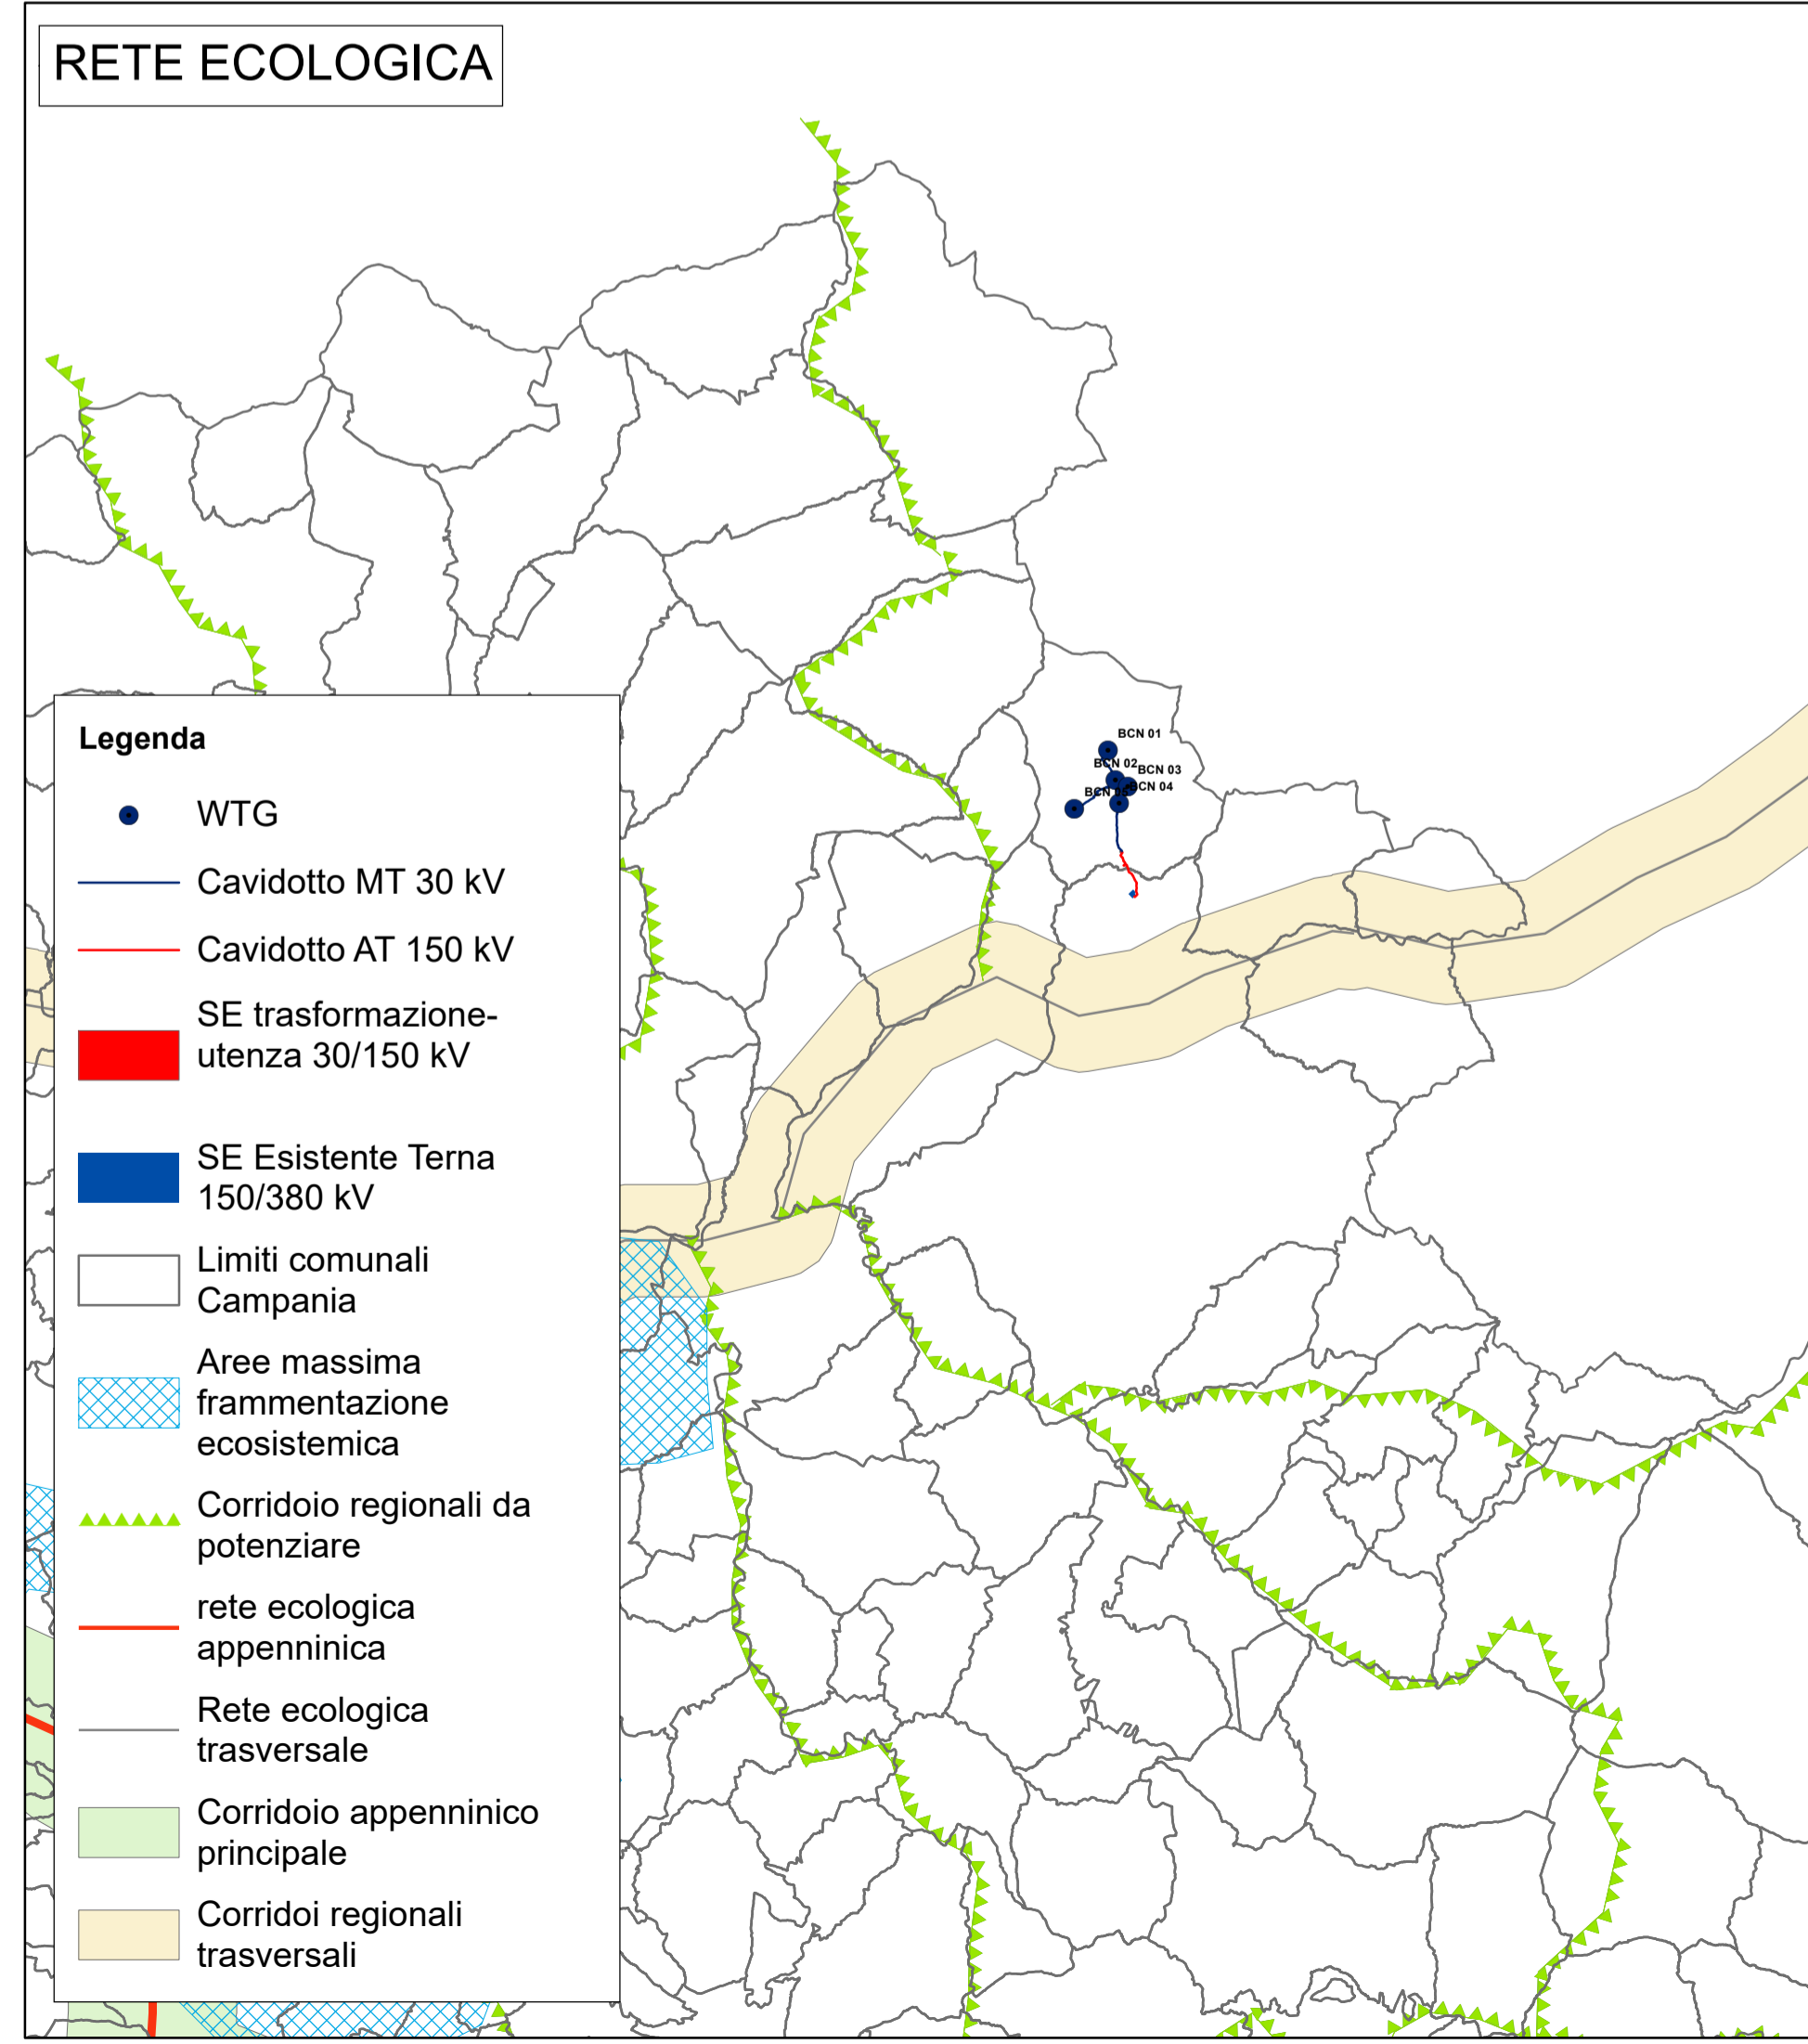 RETE ECOLOGICA
BCN 01
BCN 02
BCN 03
BCN 04
BCN 05
Legenda
WTG
Cavidotto MT 30 kV
Cavidotto AT 150 kV
SE trasformazione-
utenza 30/150 kV
SE Esistente Terna
150/380 kV
Limiti comunali
Campania
Aree massima
frammentazione
ecosistemica
Corridoio regionali da
potenziare
rete ecologica
appenninica
Rete ecologica
trasversale
Corridoio appenninico
principale
Corridoi regionali
trasversali